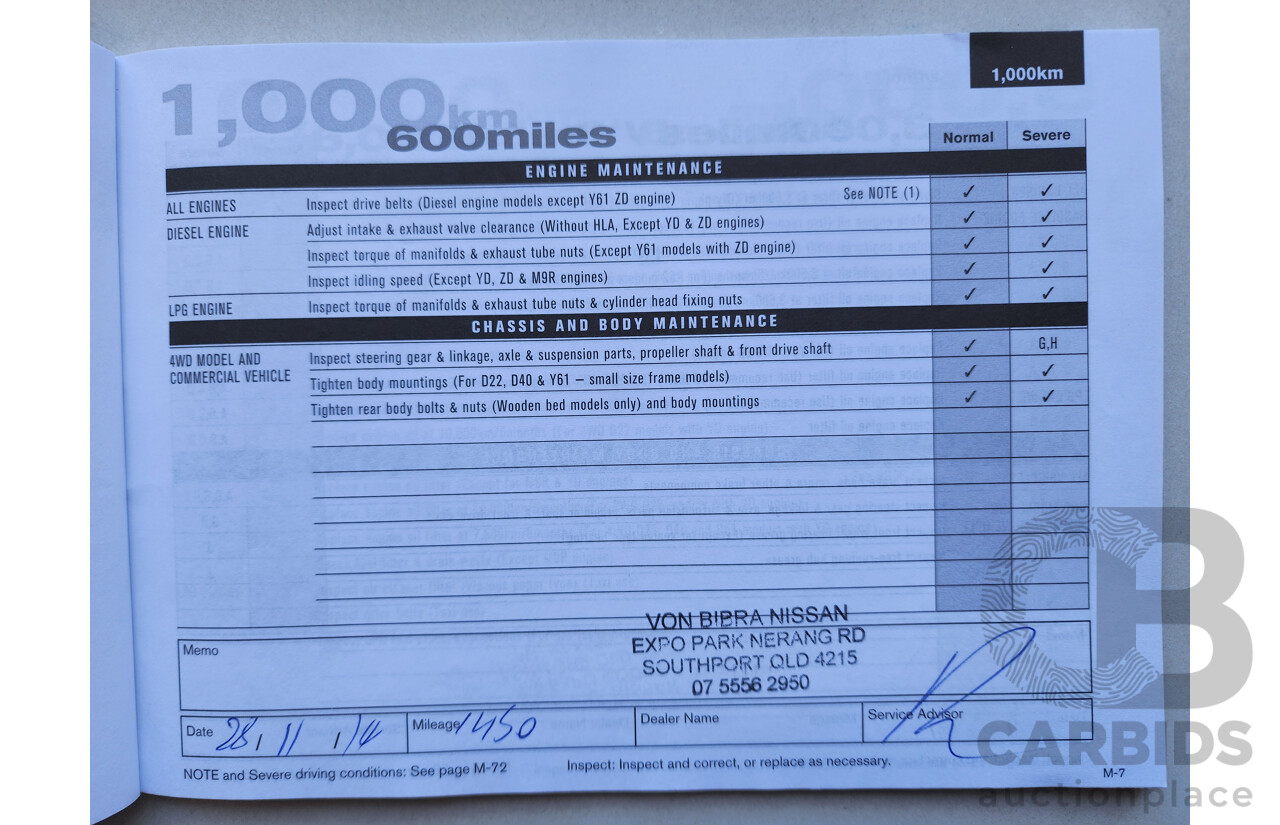 1,000km
1,000km
600miles
Normal Severe
ENGINE MAINTENANCE
ALL ENGINES Inspect drive belts (Diesel engine models except Y61 ZD engine) See NOTE (1) ✓ ✓
DIESEL ENGINE Adjust intake & exhaust valve clearance (Without HLA, Except YD & ZD engines) ✓ ✓
Inspect torque of manifolds & exhaust tube nuts (Except Y61 models with ZD engine) ✓ ✓
Inspect idling speed (Except YD, ZD & M9R engines) ✓ ✓
LPG ENGINE Inspect torque of manifolds & exhaust tube nuts & cylinder head fixing nuts ✓ ✓
CHASSIS AND BODY MAINTENANCE
4WD MODEL AND Inspect steering gear & linkage, axle & suspension parts, propeller shaft & front drive shaft ✓ G,H
COMMERCIAL VEHICLE Tighten body mountings (For D22, D40 & Y61 – small size frame models) ✓ ✓
Tighten rear body bolts & nuts (Wooden bed models only) and body mountings ✓ ✓
VON BIBRA NISSAN
EXPO PARK NERANG RD
SOUTHPORT QLD 4215
07 5556 2950
Memo
Date 28/11/14 Mileage 1450 Dealer Name Service Advisor
NOTE and Severe driving conditions: See page M-72 Inspect: Inspect and correct, or replace as necessary.
M-7
CB
CARBIDS
auctionplace